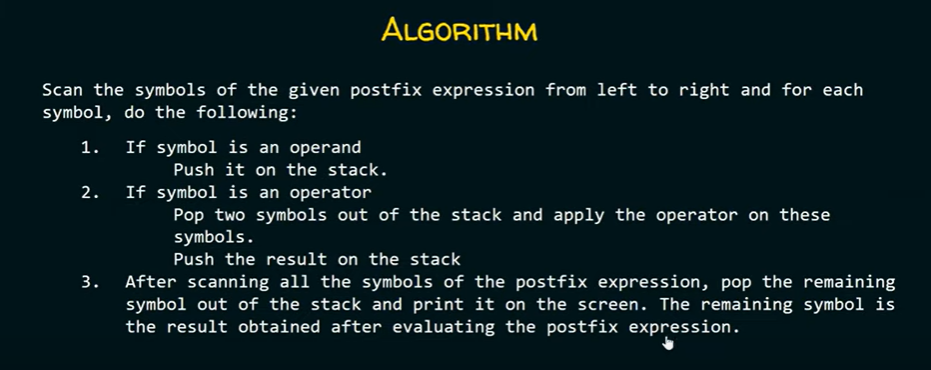 ALGORITHM
Scan the symbols of the given postfix expression from left to right and for each
symbol, do the following:
1. If symbol is an operand
Push it on the stack.
2. If symbol is an operator
Pop two symbols out of the stack and apply the operator on these
symbols.
Push the result on the stack
3. After scanning all the symbols of the postfix expression, pop the remaining
symbol out of the stack and print it on the screen. The remaining symbol is
the result obtained after evaluating the postfix expression.